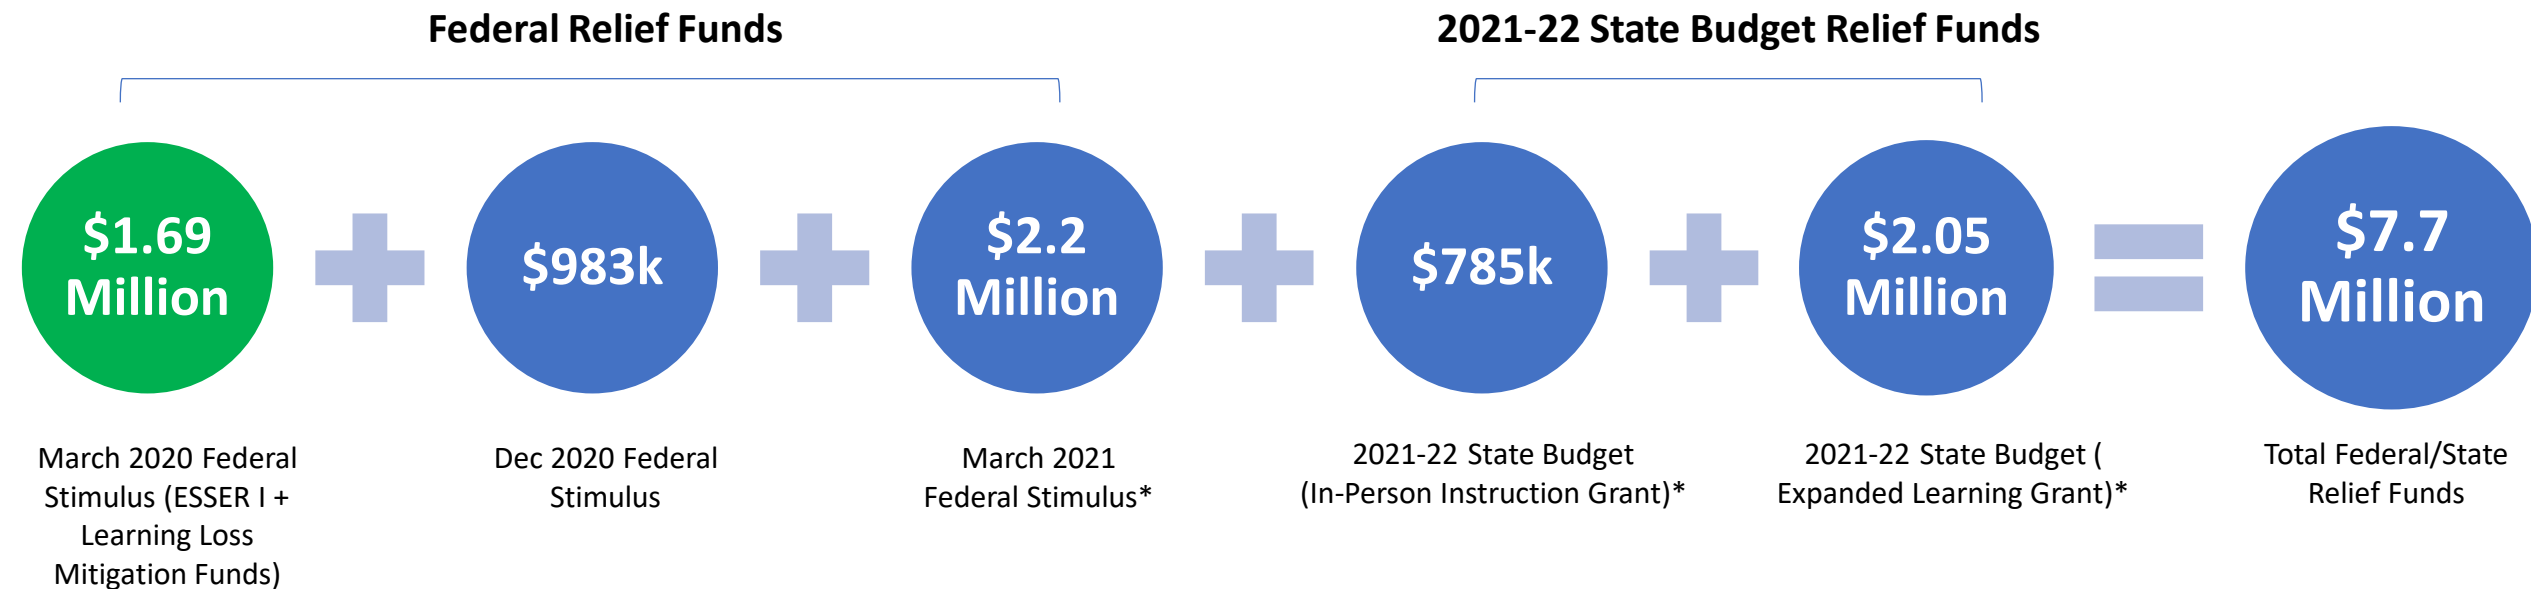 Federal Relief Funds
2021-22 State Budget Relief Funds
$1.69
Million
$983k
$2.2
Million
$785k
$2.05
Million
$7.7
Million
March 2020 Federal
Stimulus (ESSER I +
Learning Loss
Mitigation Funds)
Dec 2020 Federal
Stimulus
March 2021
Federal Stimulus*
2021-22 State Budget
(In-Person Instruction Grant)*
2021-22 State Budget (
Expanded Learning Grant)*
Total Federal/State
Relief Funds